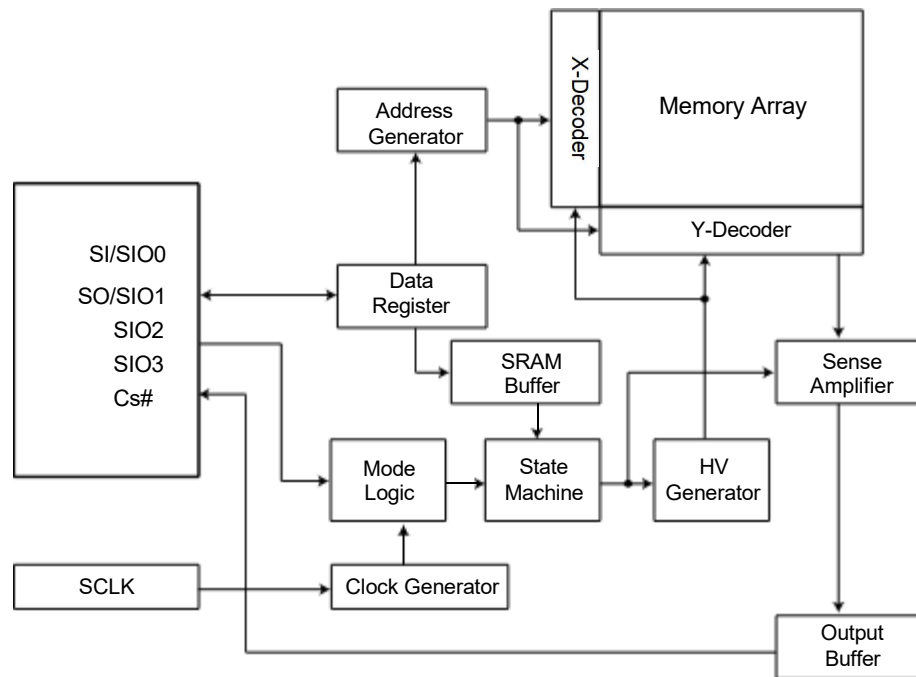 X-Decoder
Memory Array
Address
Generator
Y-Decoder
SI/SIO0
SO/SIO1
SIO2
SIO3
Cs#
Data
Register
SRAM
Buffer
Sense
Amplifier
Mode
Logic
State
Machine
HV
Generator
SCLK
Clock Generator
Output
Buffer